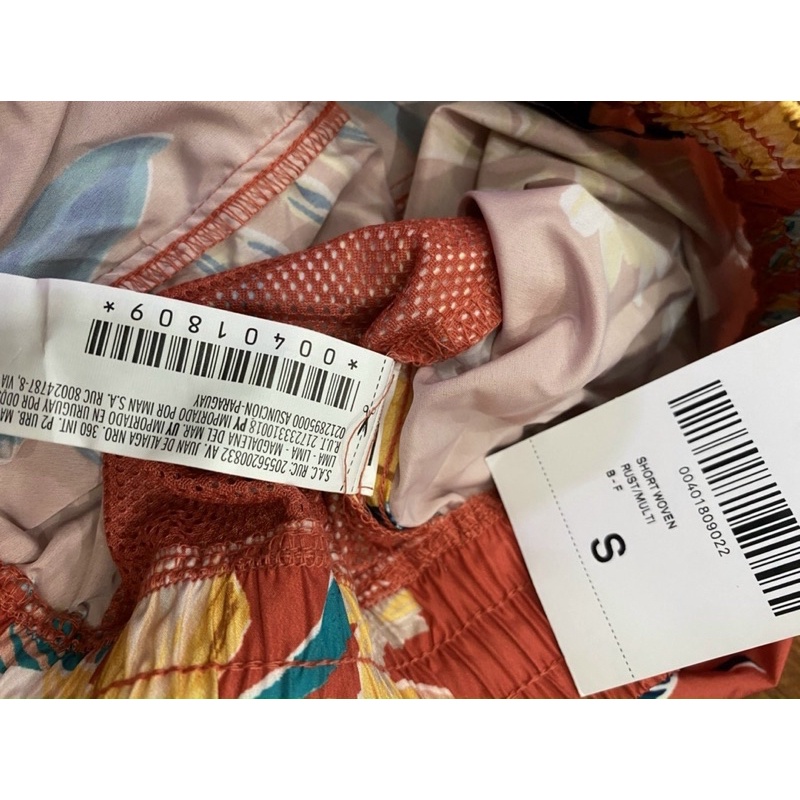 *00401809*
S.A.C. RUC. 20556200832 AV. JUAN DE ALIAGA NRO. 360 INT. P2 URB. MA
LIMA - LIMA - MAGDALENA DEL MAR. UY IMPORTADO EN URUGUAY POR
R.U.T. 217233310018 PY IMPORTADO POR IMAN S.A. RUC 80024787-8, VIA
0212895000 ASUNCION-PARAGUAY
00401809022
SHORT WOVEN
RUST/MULTI
B - F
S